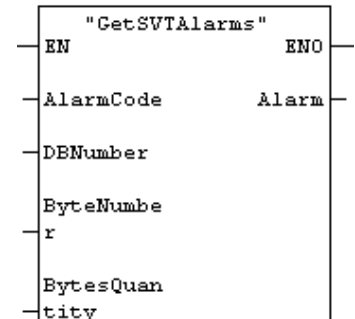 "GetSVTAlarms"
EN ENO
AlarmCode Alarm
DBNumber
ByteNumbe
r
BytesQuan
tity